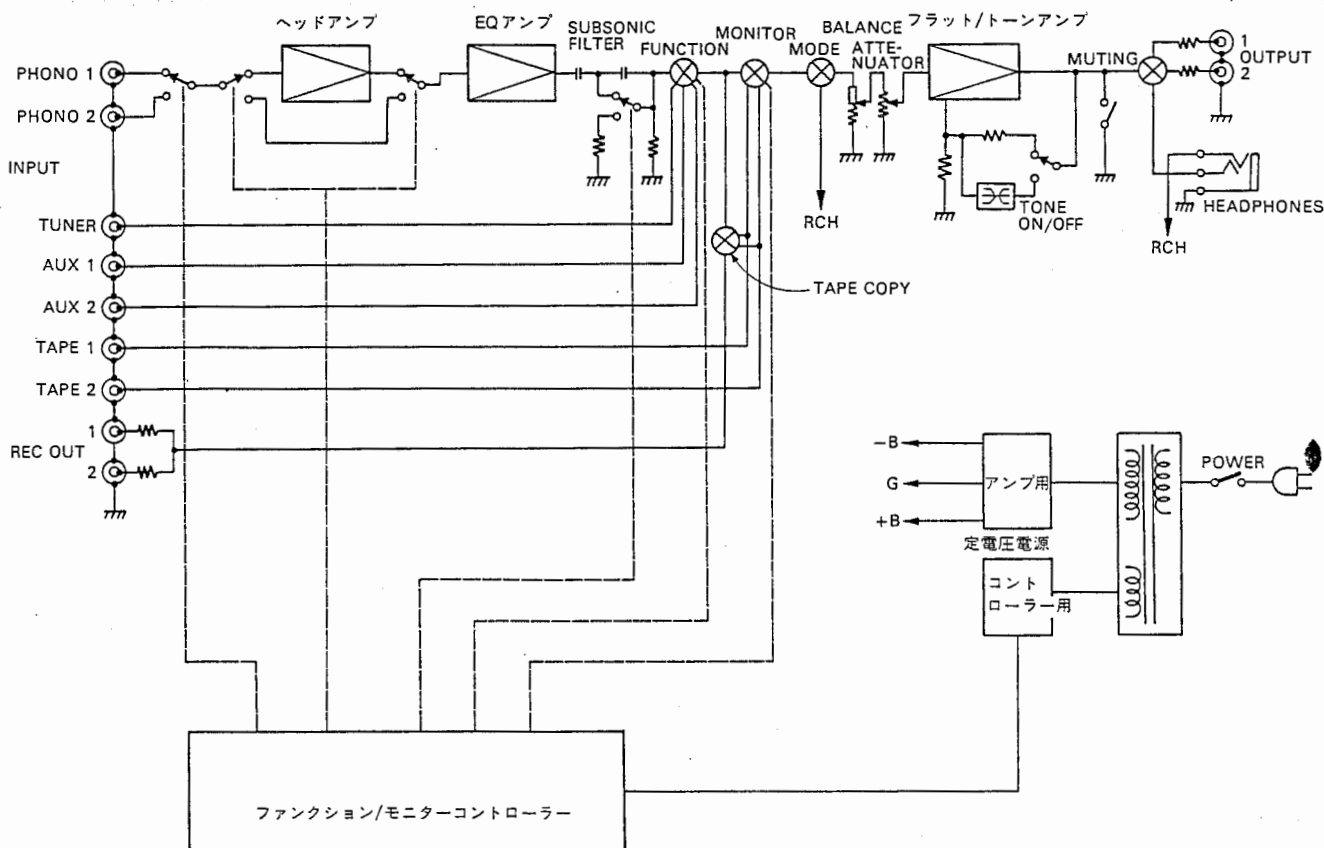 ヘッドアンプ
EQアンプ
SUBSONIC
FILTER
FUNCTION
MONITOR
MODE
BALANCE
ATTE-
NUATOR
フラット/トーンアンプ
MUTING
1
OUTPUT
2
PHONO 1
PHONO 2
INPUT
TUNER
AUX 1
AUX 2
TAPE 1
TAPE 2
1
REC OUT
2
RCH
TONE
ON/OFF
HEADPHONES
RCH
TAPE COPY
−B
G
+B
アンプ用
定電圧電源
コント
ローラー用
POWER
ファンクション/モニターコントローラー